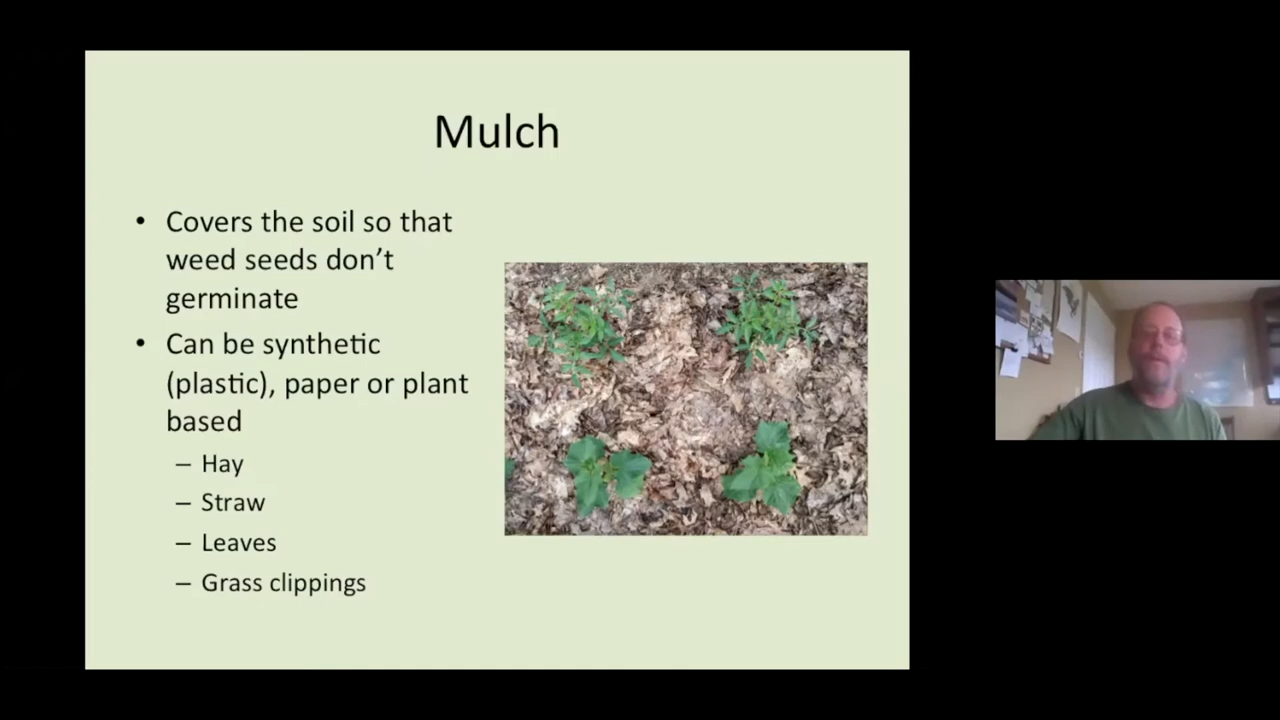 Mulch
• Covers the soil so that
weed seeds don’t
germinate
• Can be synthetic
(plastic), paper or plant
based
– Hay
– Straw
– Leaves
– Grass clippings